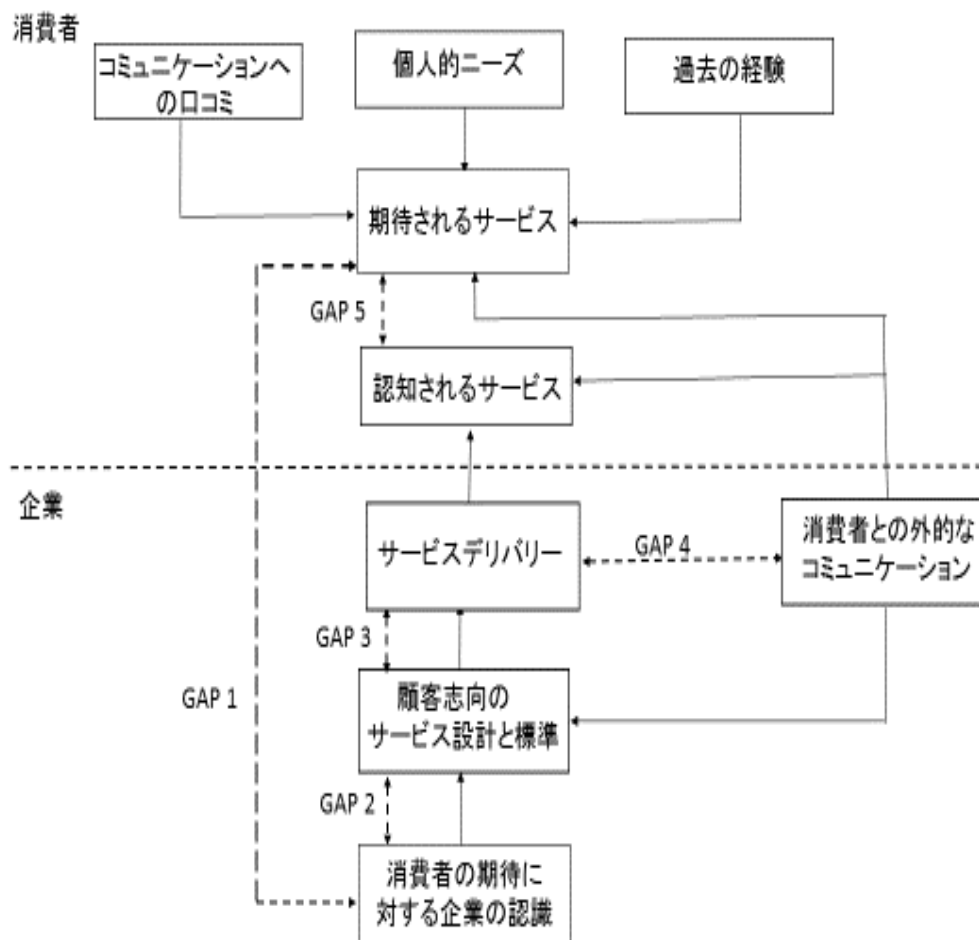 消費者
コミュニケーションへ
の口コミ
個人的ニーズ
過去の経験
期待されるサービス
GAP 5
認知されるサービス
企業
サービスデリバリー
GAP 4
消費者との外的な
コミュニケーション
GAP 3
GAP 1
顧客志向の
サービス設計と標準
GAP 2
消費者の期待に
対する企業の認識